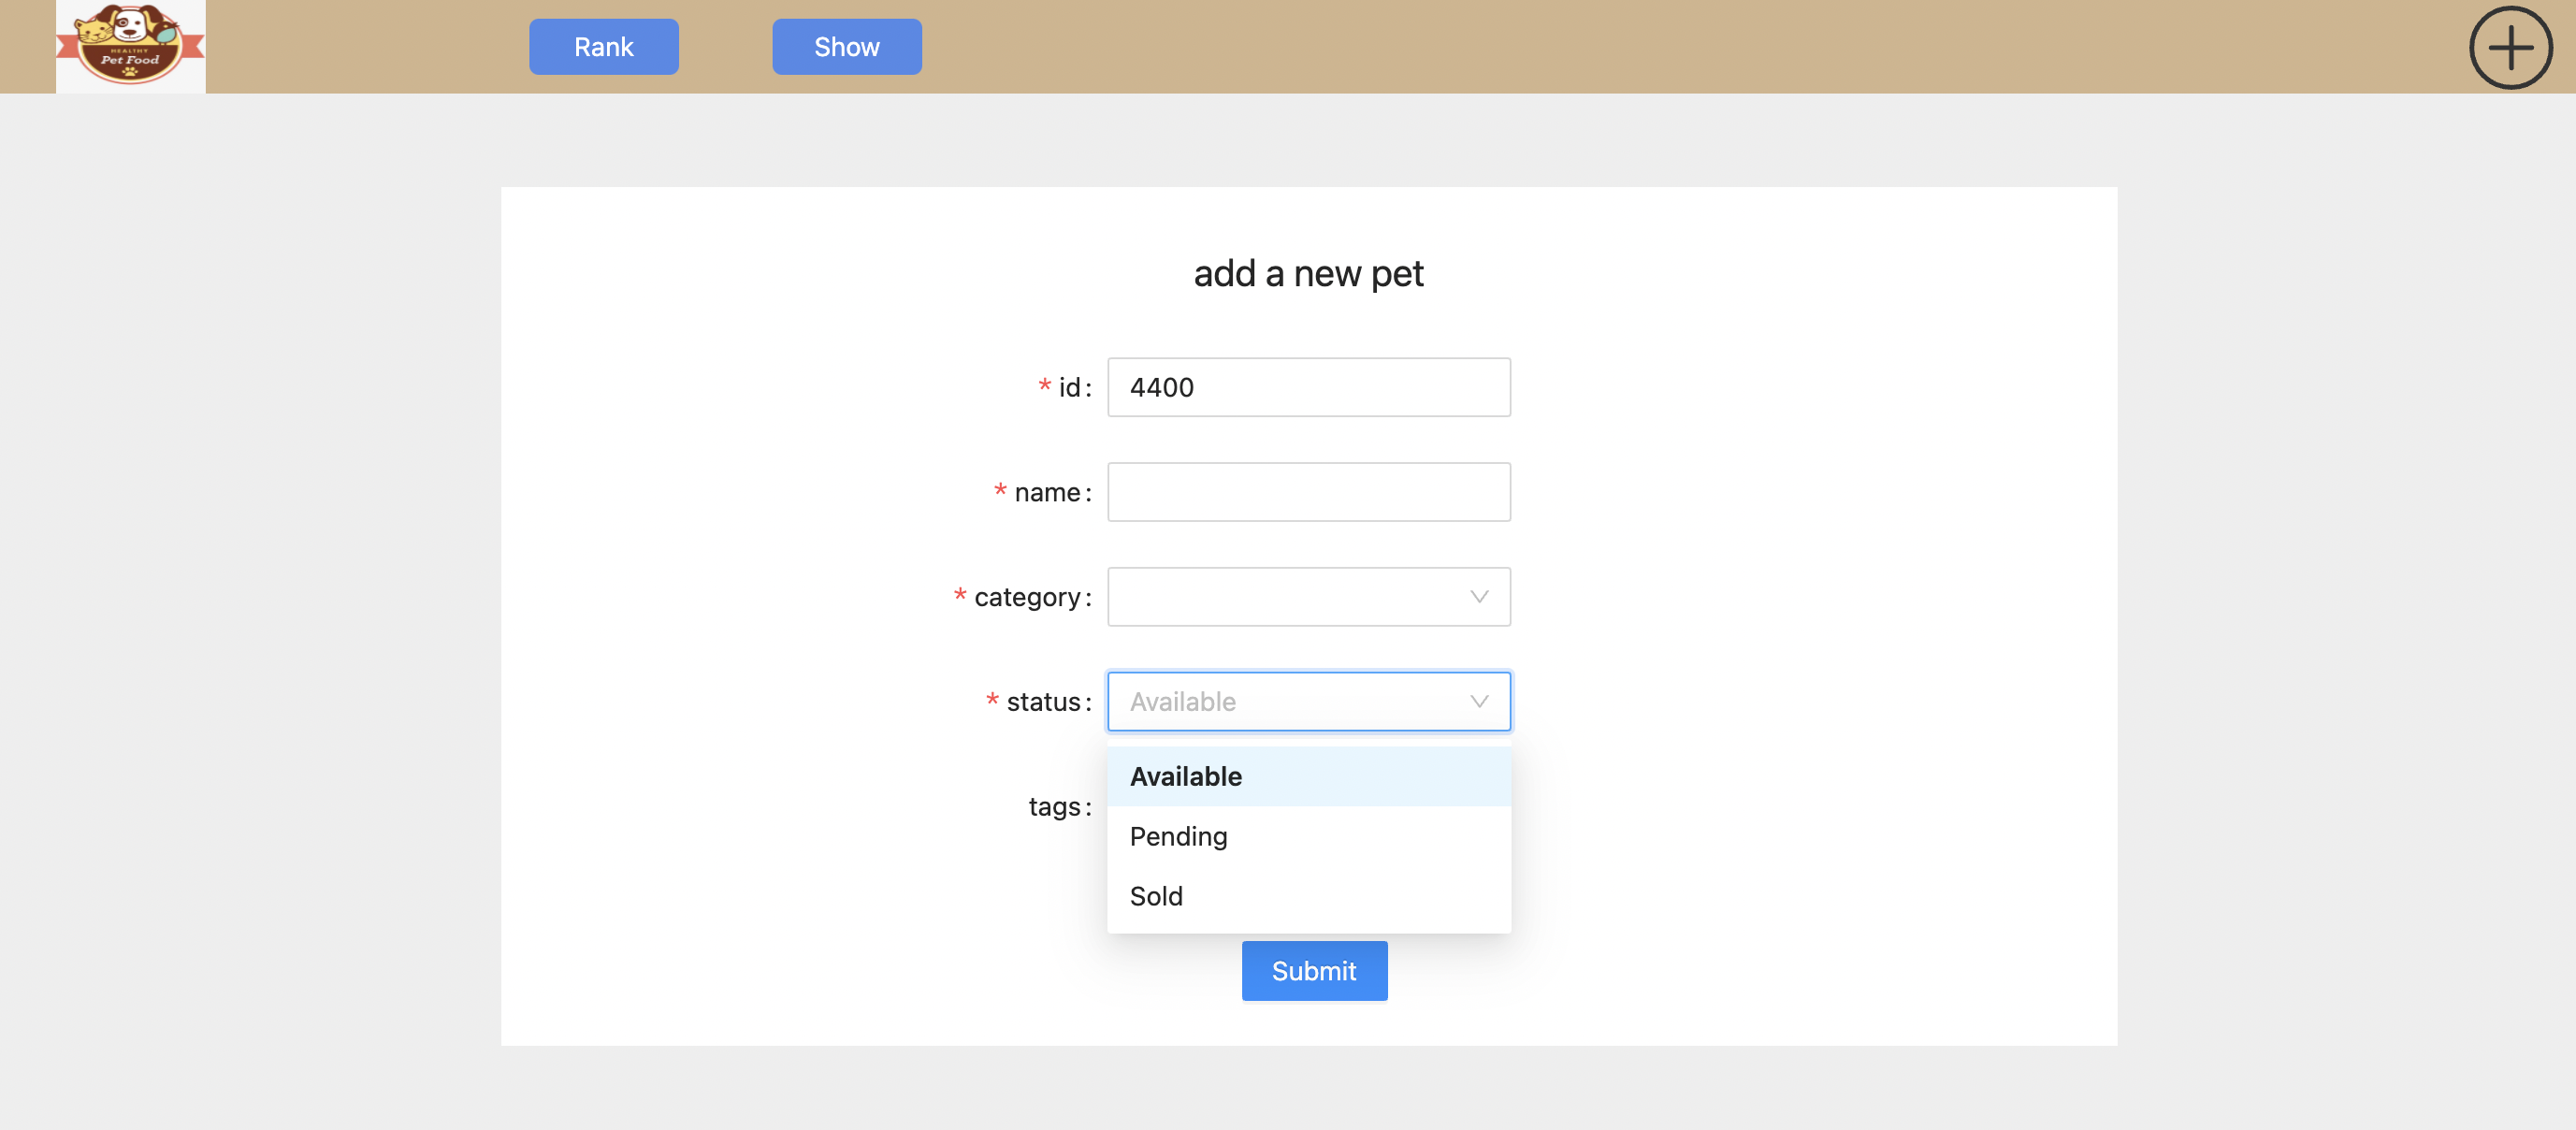 HEALTHY
Pet Food
Rank
Show
add a new pet
* id:
4400
* name:
* category:
* status:
Available
Available
Pending
Sold
tags:
Submit